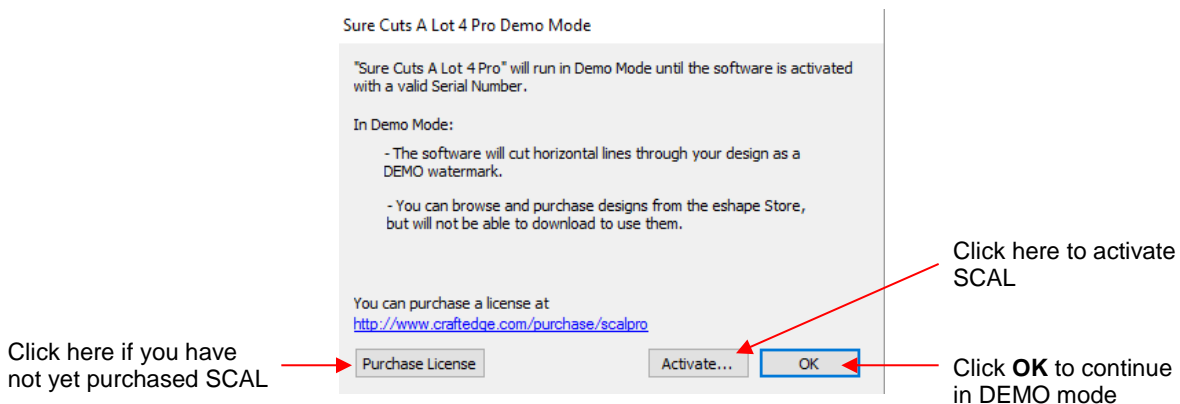 Sure Cuts A Lot 4 Pro Demo Mode
"Sure Cuts A Lot 4 Pro" will run in Demo Mode until the software is activated
with a valid Serial Number.
In Demo Mode:
- The software will cut horizontal lines through your design as a
DEMO watermark.
- You can browse and purchase designs from the eshape Store,
but will not be able to download to use them.
Click here to activate
SCAL
You can purchase a license at
http://www.craftedge.com/purchase/scalpro
Click here if you have
not yet purchased SCAL
Purchase License
Activate...
OK
Click OK to continue
in DEMO mode